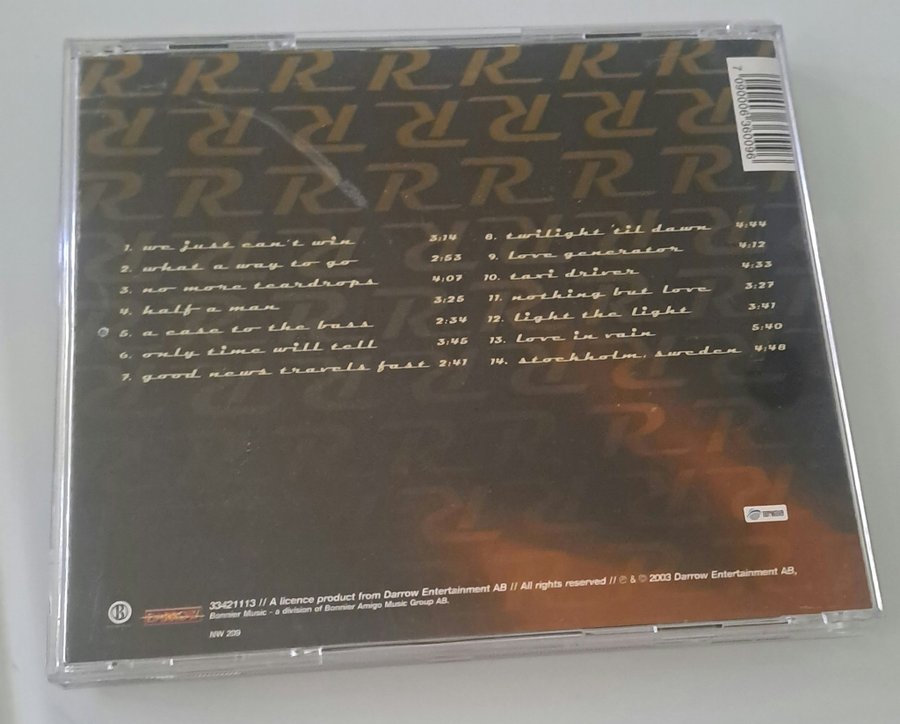 7 090006 360096
1. we just can't win 3:14
2. what a way to go 2:53
3. no more teardrops 4:07
4. half a man 3:25
5. a case to the bass 2:34
6. only time will tell 3:45
7. good news travels fast 2:41
8. twilight 'til dawn 4:44
9. love generator 4:12
10. taxi driver 4:33
11. nothing but love 3:27
12. light the light 3:41
13. love in vain 5:40
14. stockholm, sweden 4:48
33421113 // A licence product from Darrow Entertainment AB // All rights reserved // ℗ & © 2003 Darrow Entertainment AB,
Bonnier Music - a division of Bonnier Amigo Music Group AB.
NW 209